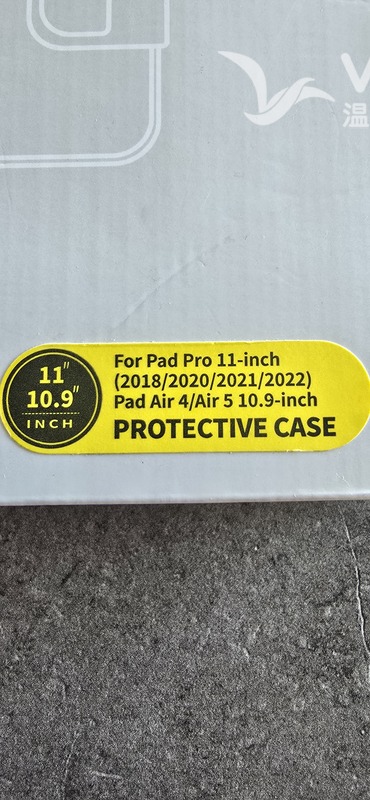 V
温
11"
10.9"
INCH
For Pad Pro 11-inch
(2018/2020/2021/2022)
Pad Air 4/Air 5 10.9-inch
PROTECTIVE CASE